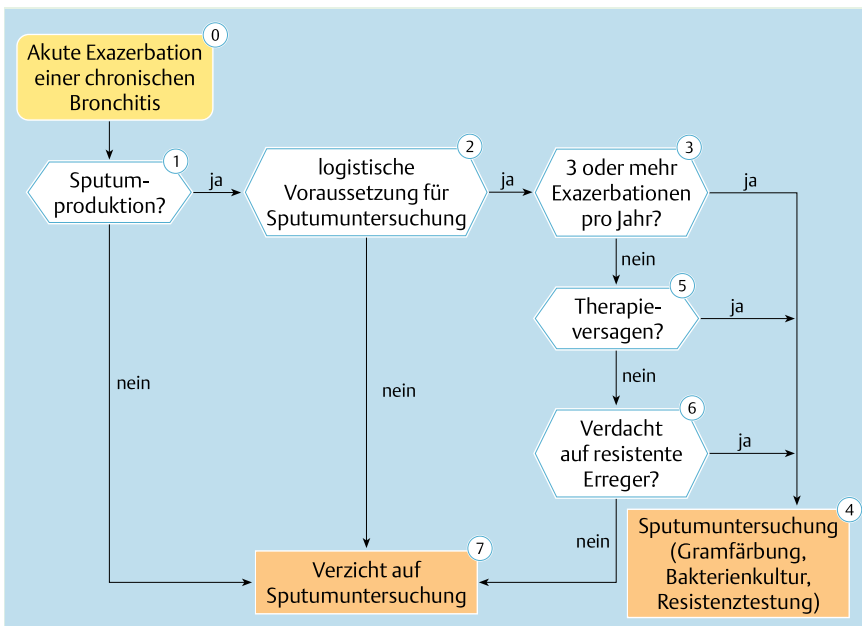 0
Akute Exazerbation
einer chronischen
Bronchitis
1
Sputum-
produktion?
ja
2
logistische
Voraussetzung für
Sputumuntersuchung
ja
3
3 oder mehr
Exazerbationen
pro Jahr?
ja
nein
5
Therapie-
versagen?
ja
nein
nein
nein
6
Verdacht
auf resistente
Erreger?
ja
nein
4
Sputumuntersuchung
(Gramfärbung,
Bakterienkultur,
Resistenztestung)
7
Verzicht auf
Sputumuntersuchung